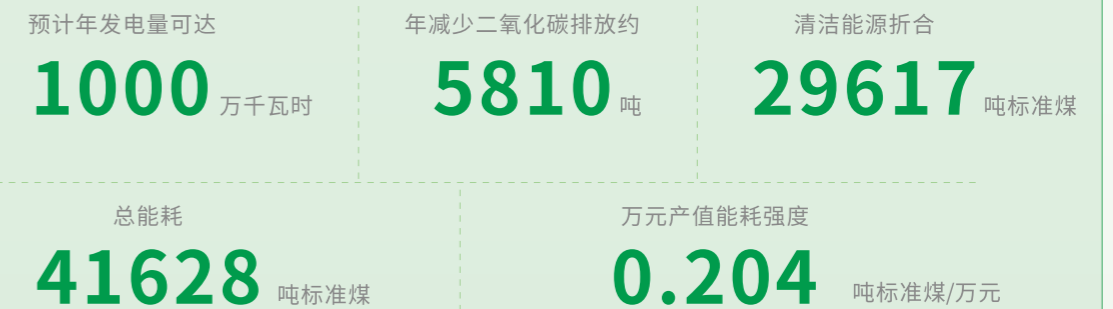 预计年发电量可达
1000 万千瓦时
年减少二氧化碳排放约
5810 吨
清洁能源折合
29617 吨标准煤
总能耗
41628 吨标准煤
万元产值能耗强度
0.204 吨标准煤/万元